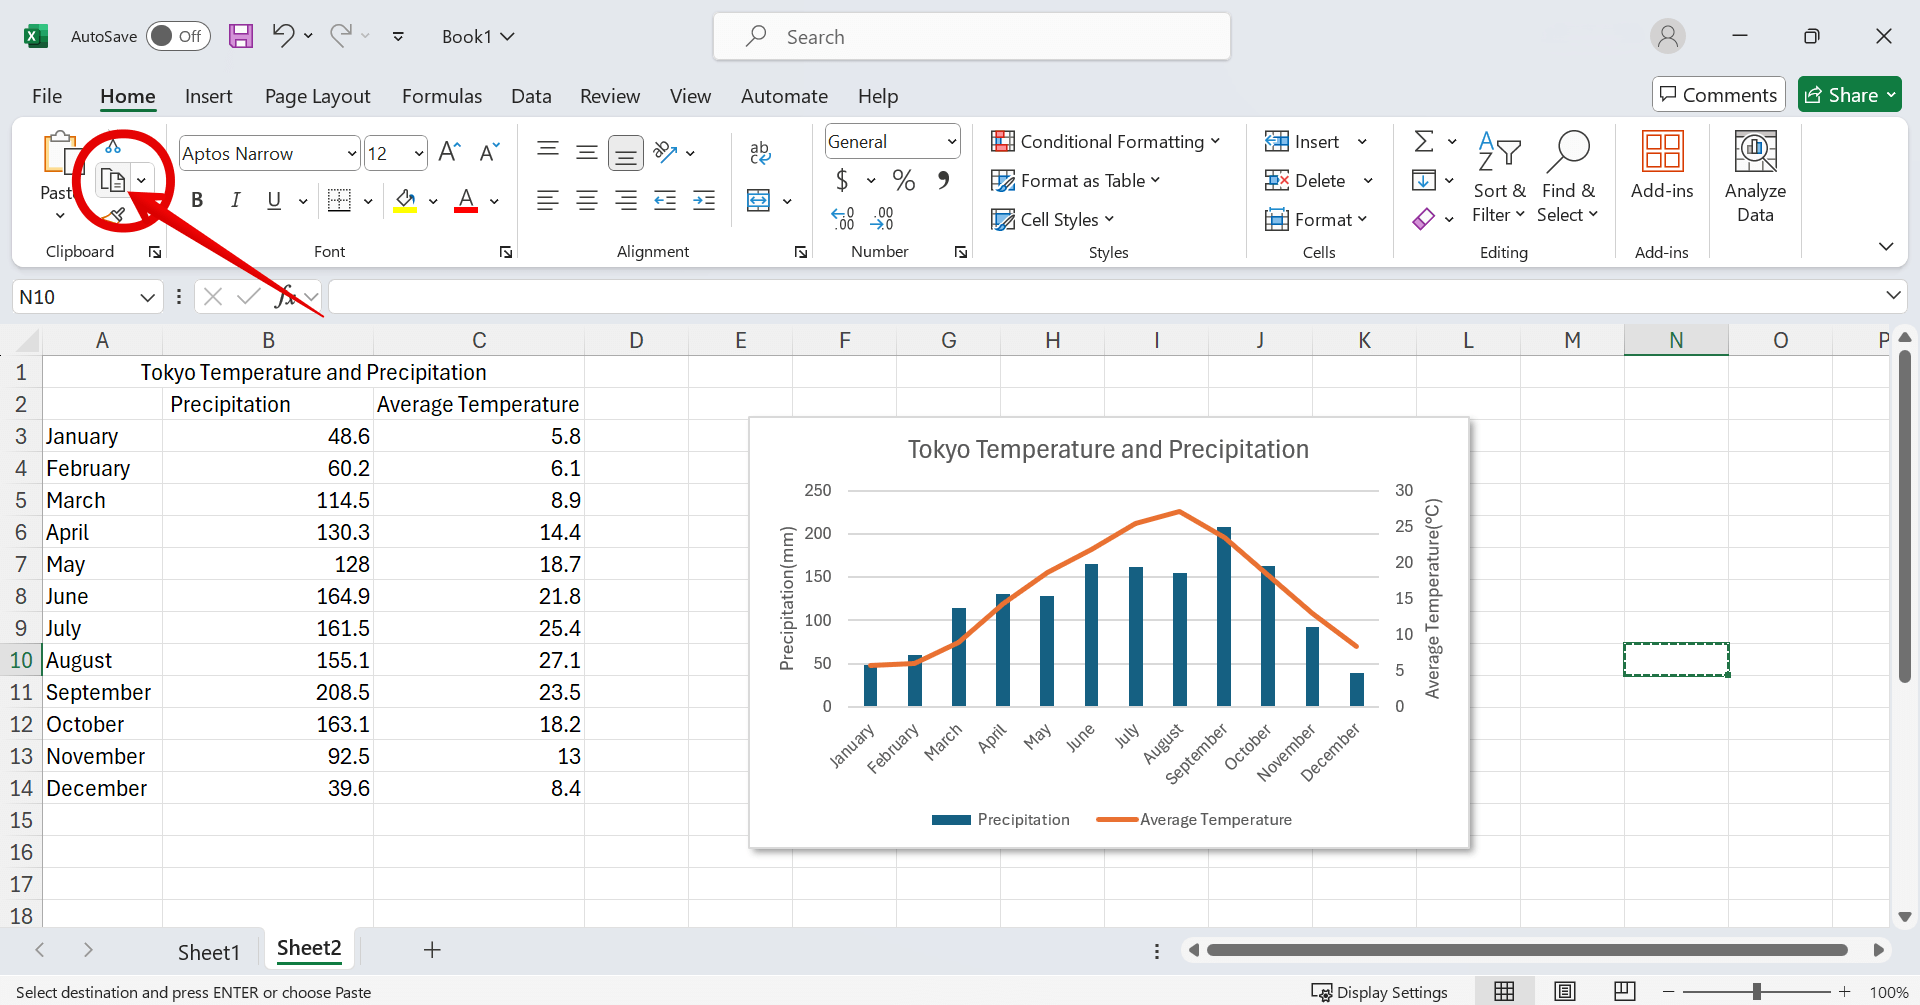 AutoSave Off Book1 Search
File Home Insert Page Layout Formulas Data Review View Automate Help Comments Share
Aptos Narrow 12 ab General Conditional Formatting Insert Sort & Filter Find & Select Add-ins Analyze Data
Format as Table Delete
B I U A $ % Cell Styles Format
Clipboard Font Alignment Number Styles Cells Editing Add-ins
N10 fx
A B C D E F G H I J K L M N O P
1 Tokyo Temperature and Precipitation
2 Precipitation Average Temperature
3 January 48.6 5.8
4 February 60.2 6.1
5 March 114.5 8.9
6 April 130.3 14.4
7 May 128 18.7
8 June 164.9 21.8
9 July 161.5 25.4
10 August 155.1 27.1
11 September 208.5 23.5
12 October 163.1 18.2
13 November 92.5 13
14 December 39.6 8.4
15
16
17
18
Tokyo Temperature and Precipitation
Precipitation(mm)
250
200
150
100
50
0
30
25
20
15
10
5
0
Average Temperature(°C)
January February March April May June July August September October November December
Precipitation Average Temperature
Sheet1 Sheet2
Select destination and press ENTER or choose Paste Display Settings 100%